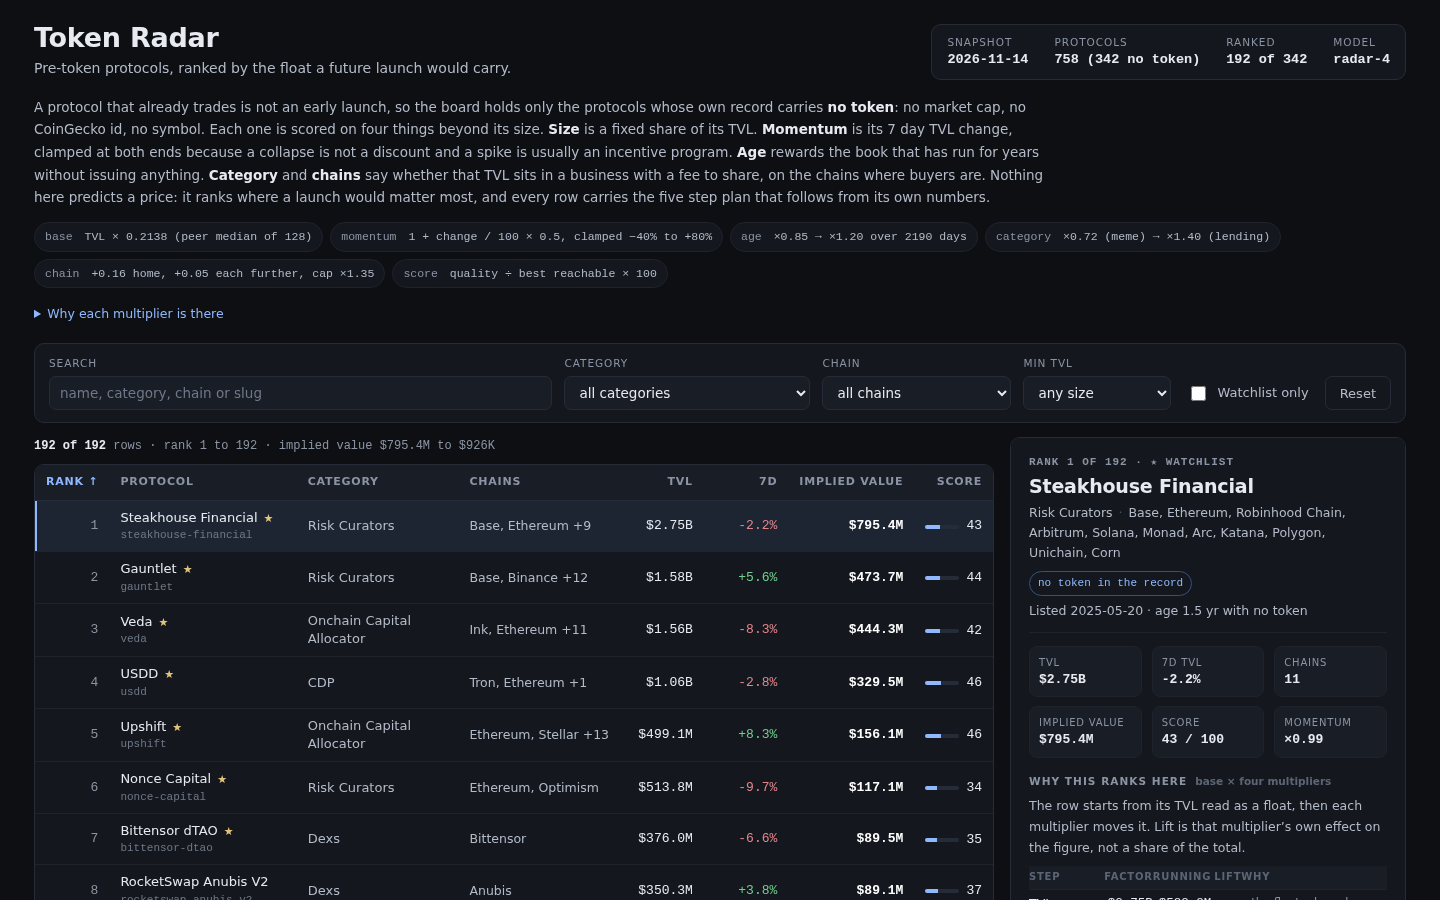 Token Radar
Pre-token protocols, ranked by the float a future launch would carry.
SNAPSHOT PROTOCOLS RANKED MODEL
2026-11-14 758 (342 no token) 192 of 342 radar-4
A protocol that already trades is not an early launch, so the board holds only the protocols whose own record carries no token: no market cap, no
CoinGecko id, no symbol. Each one is scored on four things beyond its size. Size is a fixed share of its TVL. Momentum is its 7 day TVL change,
clamped at both ends because a collapse is not a discount and a spike is usually an incentive program. Age rewards the book that has run for years
without issuing anything. Category and chains say whether that TVL sits in a business with a fee to share, on the chains where buyers are. Nothing
here predicts a price: it ranks where a launch would matter most, and every row carries the five step plan that follows from its own numbers.
base TVL × 0.2138 (peer median of 128) momentum 1 + change / 100 × 0.5, clamped −40% to +80% age ×0.85 → ×1.20 over 2190 days category ×0.72 (meme) → ×1.40 (lending)
chain +0.16 home, +0.05 each further, cap ×1.35 score quality ÷ best reachable × 100
▶ Why each multiplier is there
SEARCH CATEGORY CHAIN MIN TVL
name, category, chain or slug all categories all chains any size Watchlist only Reset
192 of 192 rows · rank 1 to 192 · implied value $795.4M to $926K
RANK ↑ PROTOCOL CATEGORY CHAINS TVL 7D IMPLIED VALUE SCORE
1 Steakhouse Financial ★ Risk Curators Base, Ethereum +9 $2.75B -2.2% $795.4M 43
steakhouse-financial
2 Gauntlet ★ Risk Curators Base, Binance +12 $1.58B +5.6% $473.7M 44
gauntlet
3 Veda ★ Onchain Capital Allocator Ink, Ethereum +11 $1.56B -8.3% $444.3M 42
veda
4 USDD ★ CDP Tron, Ethereum +1 $1.06B -2.8% $329.5M 46
usdd
5 Upshift ★ Onchain Capital Allocator Ethereum, Stellar +13 $499.1M +8.3% $156.1M 46
upshift
6 Nonce Capital ★ Risk Curators Ethereum, Optimism $513.8M -9.7% $117.1M 34
nonce-capital
7 Bittensor dTAO ★ Dexs Bittensor $376.0M -6.6% $89.5M 35
bittensor-dtao
8 RocketSwap Anubis V2 Dexs Anubis $350.3M +3.8% $89.1M 37
RANK 1 OF 192 · ★ WATCHLIST
Steakhouse Financial
Risk Curators · Base, Ethereum, Robinhood Chain,
Arbitrum, Solana, Monad, Arc, Katana, Polygon,
Unichain, Corn
no token in the record
Listed 2025-05-20 · age 1.5 yr with no token
TVL 7D TVL CHAINS
$2.75B -2.2% 11
IMPLIED VALUE SCORE MOMENTUM
$795.4M 43 / 100 ×0.99
WHY THIS RANKS HERE base × four multipliers
The row starts from its TVL read as a float, then each
multiplier moves it. Lift is that multiplier’s own effect on
the figure, not a share of the total.
STEP FACTOR RUNNING LIFT WHY